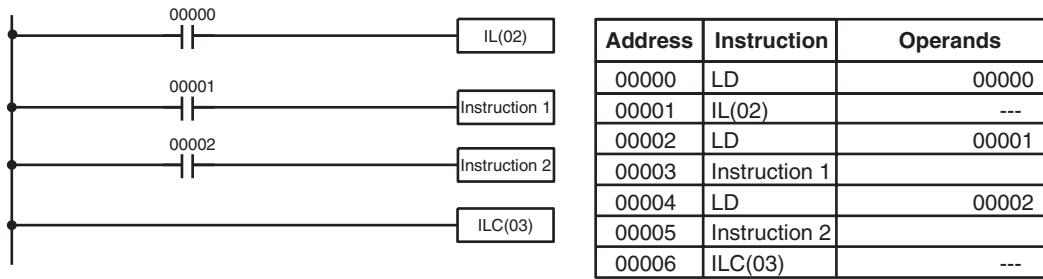 00000
IL(02)
00001
Instruction 1
00002
Instruction 2
ILC(03)
Address Instruction Operands
00000 LD 00000
00001 IL(02) ---
00002 LD 00001
00003 Instruction 1
00004 LD 00002
00005 Instruction 2
00006 ILC(03) ---